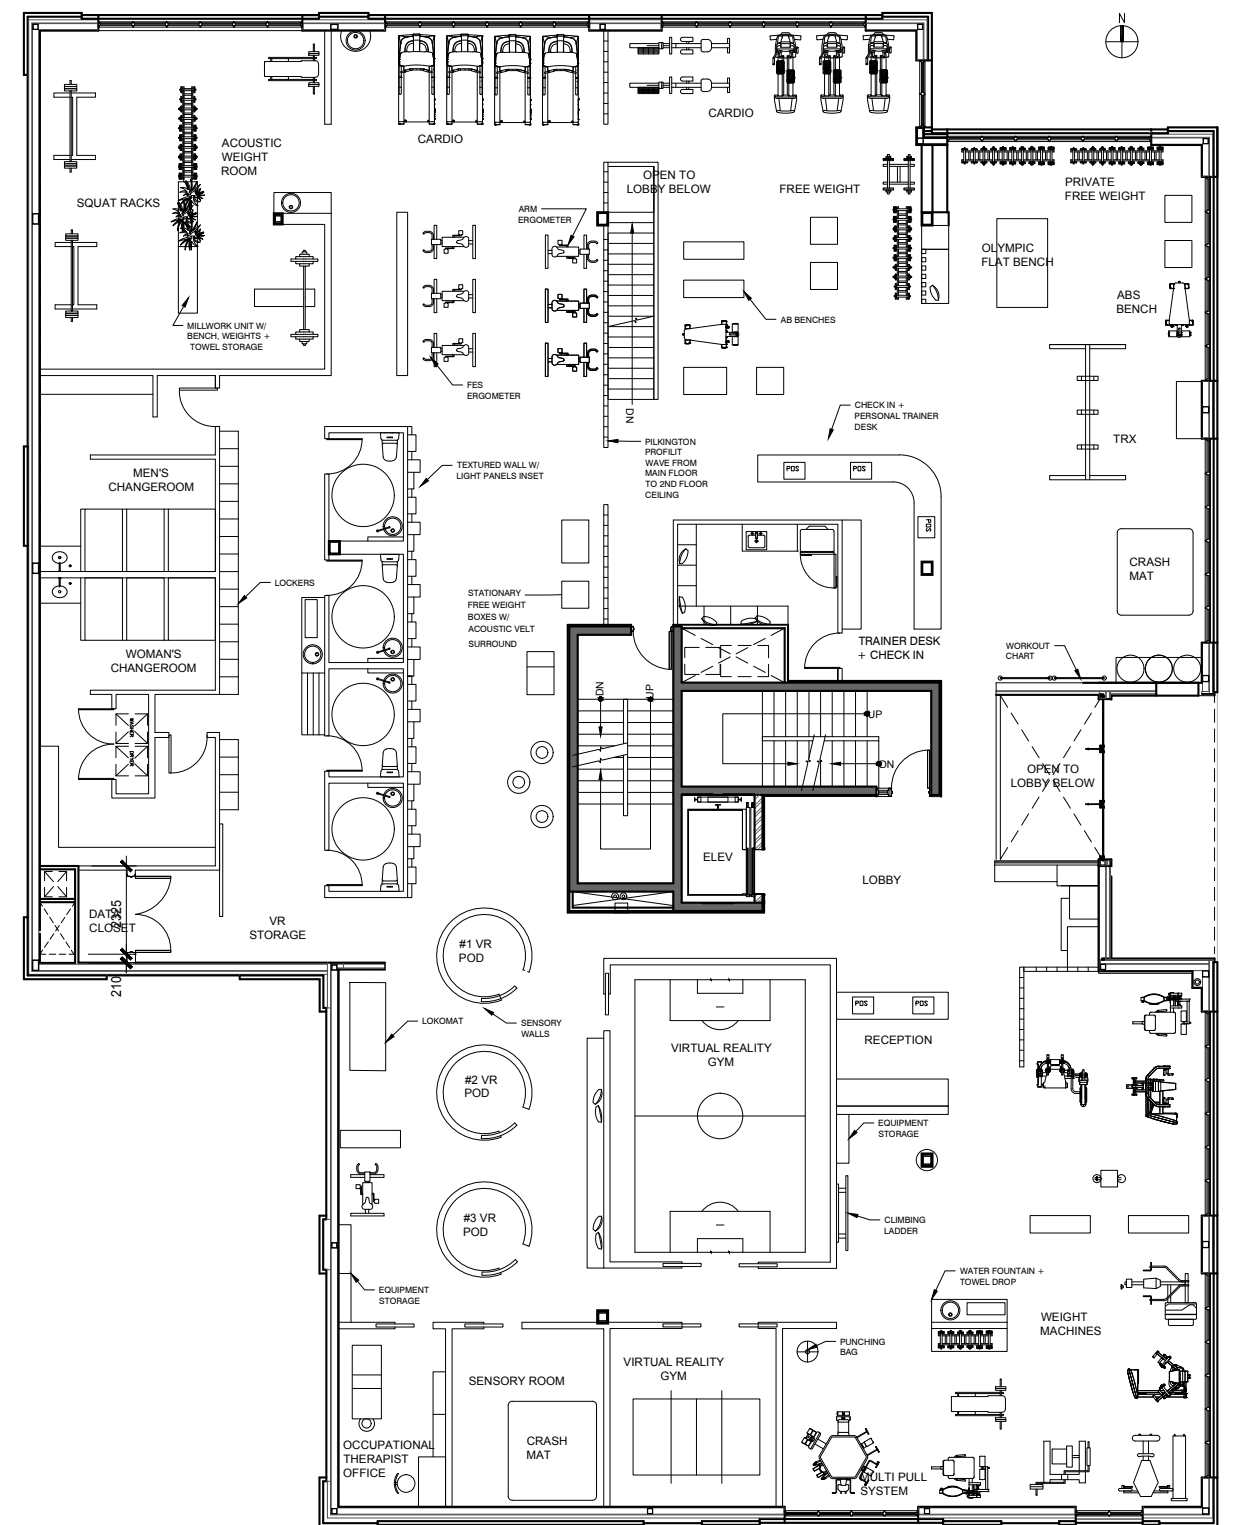 N
CARDIO
CARDIO
ACOUSTIC
WEIGHT
ROOM
SQUAT RACKS
OPEN TO
LOBBY BELOW
FREE WEIGHT
PRIVATE
FREE WEIGHT
ARM
ERGOMETER
OLYMPIC
FLAT BENCH
ABS
BENCH
MILLWORK UNIT W/
BENCH, WEIGHTS +
TOWEL STORAGE
AB BENCHES
FES
ERGOMETER
DN
CHECK IN +
PERSONAL TRAINER
DESK
TRX
PILKINGTON
PROFILIT
WAVE FROM
MAIN FLOOR
TO 2ND FLOOR
CEILING
TEXTURED WALL W/
LIGHT PANELS INSET
MEN'S
CHANGEROOM
POS
POS
POS
CRASH
MAT
LOCKERS
STATIONARY
FREE WEIGHT
BOXES W/
ACOUSTIC VELT
SURROUND
WOMAN'S
CHANGEROOM
TRAINER DESK
+ CHECK IN
WORKOUT
CHART
DN
UP
UP
DN
WASHER
DRYER
OPEN TO
LOBBY BELOW
ELEV
LOBBY
DATA
CLOSET
2325
210
VR
STORAGE
#1 VR
POD
SENSORY
WALLS
LOKOMAT
POS
POS
RECEPTION
VIRTUAL REALITY
GYM
#2 VR
POD
EQUIPMENT
STORAGE
#3 VR
POD
CLIMBING
LADDER
EQUIPMENT
STORAGE
WATER FOUNTAIN +
TOWEL DROP
WEIGHT
MACHINES
PUNCHING
BAG
VIRTUAL REALITY
GYM
SENSORY ROOM
OCCUPATIONAL
THERAPIST
OFFICE
CRASH
MAT
MULTI PULL
SYSTEM